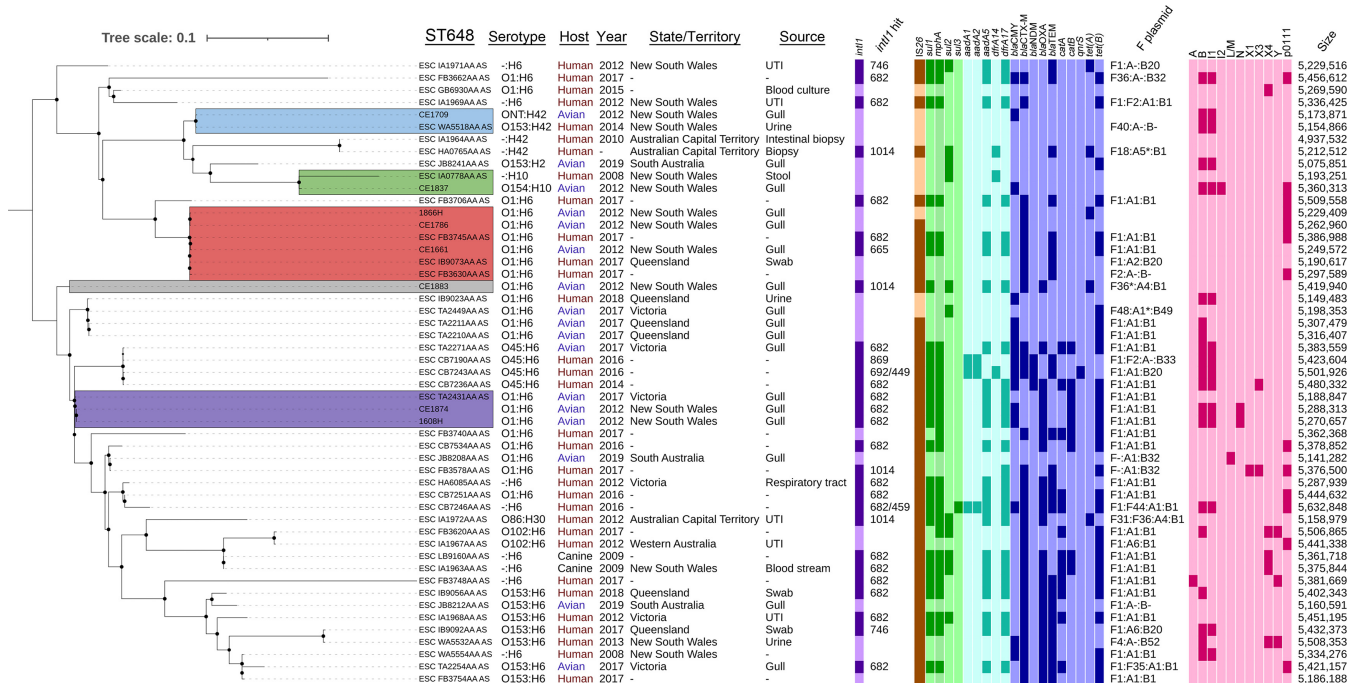 Tree scale: 0.1
ST648 Serotype Host Year State/Territory Source intI1 intI1 hit IS26 sul1 mphA sul2 sul3 aadA1 aadA2 aadA5 dfrA14 dfrA17 blaCMY blaCTX-M blaNDM blaOXA blaTEM catA catB qnrS tet(A) tet(B) F plasmid A B I1 I2 L/M N X1 X3 X4 Y p0111 Size
ESC IA1971AA AS -:H6 Human 2012 New South Wales UTI 746 F1:A-:B20 5,229,516
ESC FB3662AA AS O1:H6 Human 2017 - - 682 F36:A-:B32 5,456,612
ESC GB6930AA AS O1:H6 Human 2015 - Blood culture 5,269,590
ESC IA1969AA AS -:H6 Human 2012 New South Wales UTI 682 F1:F2:A1:B1 5,336,425
CE1709 ONT:H42 Avian 2012 New South Wales Gull 5,173,871
ESC WA5518AA AS O153:H42 Human 2014 New South Wales Urine F40:A-:B- 5,154,866
ESC IA1964AA AS -:H42 Human 2010 Australian Capital Territory Intestinal biopsy 4,937,532
ESC HA0765AA AS -:H42 Human - Australian Capital Territory Biopsy 1014 F18:A5*:B1 5,212,512
ESC JB8241AA AS O153:H2 Avian 2019 South Australia Gull 5,075,851
ESC IA0778AA AS -:H10 Human 2008 New South Wales Stool 5,193,251
CE1837 O154:H10 Avian 2012 New South Wales Gull 5,360,313
ESC FB3706AA AS O1:H6 Human 2017 - - 682 F1:A1:B1 5,509,558
1866H O1:H6 Avian 2012 New South Wales Gull 5,229,409
CE1786 O1:H6 Avian 2012 New South Wales Gull 5,262,960
ESC FB3745AA AS O1:H6 Human 2017 - - 682 F1:A1:B1 5,386,988
CE1661 O1:H6 Avian 2012 New South Wales Gull 665 F1:A1:B1 5,249,572
ESC IB9073AA AS O1:H6 Human 2017 Queensland Swab F1:A2:B20 5,190,617
ESC FB3630AA AS O1:H6 Human 2017 - - F2:A-:B- 5,297,589
CE1883 O1:H6 Avian 2012 New South Wales Gull 1014 F36*:A4:B1 5,419,940
ESC IB9023AA AS O1:H6 Human 2018 Queensland Urine 5,149,483
ESC TA2449AA AS O1:H6 Avian 2017 Victoria Gull F48:A1*:B49 5,198,353
ESC TA2211AA AS O1:H6 Avian 2017 Queensland Gull F1:A1:B1 5,307,479
ESC TA2210AA AS O1:H6 Avian 2017 Queensland Gull F1:A1:B1 5,316,407
ESC TA2271AA AS O45:H6 Avian 2017 Victoria Gull 682 F1:A1:B1 5,383,559
ESC CB7190AA AS O45:H6 Human 2016 - - 869 F1:F2:A-:B33 5,423,604
ESC CB7243AA AS O45:H6 Human 2016 - - 692/449 F1:A1:B20 5,501,926
ESC CB7236AA AS O45:H6 Human 2014 - - 682 F1:A1:B1 5,480,332
ESC TA2431AA AS O1:H6 Avian 2017 Victoria Gull 682 F1:A1:B1 5,188,847
CE1874 O1:H6 Avian 2012 New South Wales Gull 682 F1:A1:B1 5,288,313
1608H O1:H6 Avian 2012 New South Wales Gull 682 F1:A1:B1 5,270,657
ESC FB3740AA AS O1:H6 Human 2017 - - F1:A1:B1 5,362,368
ESC CB7534AA AS O1:H6 Human 2016 - - 682 F1:A1:B1 5,378,852
ESC JB8208AA AS O1:H6 Avian 2019 South Australia Gull F-:A1:B32 5,141,282
ESC FB3578AA AS O1:H6 Human 2017 - - 1014 F1:A1:B32 5,376,500
ESC HA6085AA AS -:H6 Human 2012 Victoria Respiratory tract 682 F1:A1:B1 5,287,939
ESC CB7251AA AS O1:H6 Human 2016 - - 682 F1:A1:B1 5,444,632
ESC CB7246AA AS -:H6 Human 2016 - - 682/459 F1:F44:A1:B1 5,632,848
ESC IA1972AA AS O86:H30 Human 2012 Australian Capital Territory UTI 1014 F31:F36:A4:B1 5,158,979
ESC FB3620AA AS O102:H6 Human 2017 - - F1:A1:B1 5,506,865
ESC IA1967AA AS O102:H6 Human 2012 Western Australia UTI F1:A6:B1 5,441,338
ESC LB9160AA AS -:H6 Canine 2009 - - 682 F1:A1:B1 5,361,718
ESC IA1963AA AS -:H6 Canine 2009 New South Wales Blood stream 682 F1:A1:B1 5,375,844
ESC FB3748AA AS -:H6 Human 2017 - - 682 F1:A1:B1 5,381,669
ESC IB9056AA AS O153:H6 Human 2018 Queensland Swab 682 F1:A1:B1 5,402,343
ESC JB8212AA AS O153:H6 Avian 2019 South Australia Gull F1:A-:B- 5,160,591
ESC IA1968AA AS O153:H6 Human 2012 Victoria UTI 682 F1:A1:B1 5,451,195
ESC IB9092AA AS O153:H6 Human 2017 Queensland Swab 746 F1:A6:B20 5,432,373
ESC WA5532AA AS O153:H6 Human 2013 New South Wales Urine F4:A-:B52 5,508,353
ESC WA5554AA AS -:H6 Human 2008 New South Wales - F1:A1:B1 5,334,276
ESC TA2254AA AS O153:H6 Avian 2017 Victoria Gull 682 F1:F35:A1:B1 5,421,157
ESC FB3754AA AS O153:H6 Human 2017 - - F1:A1:B1 5,186,188